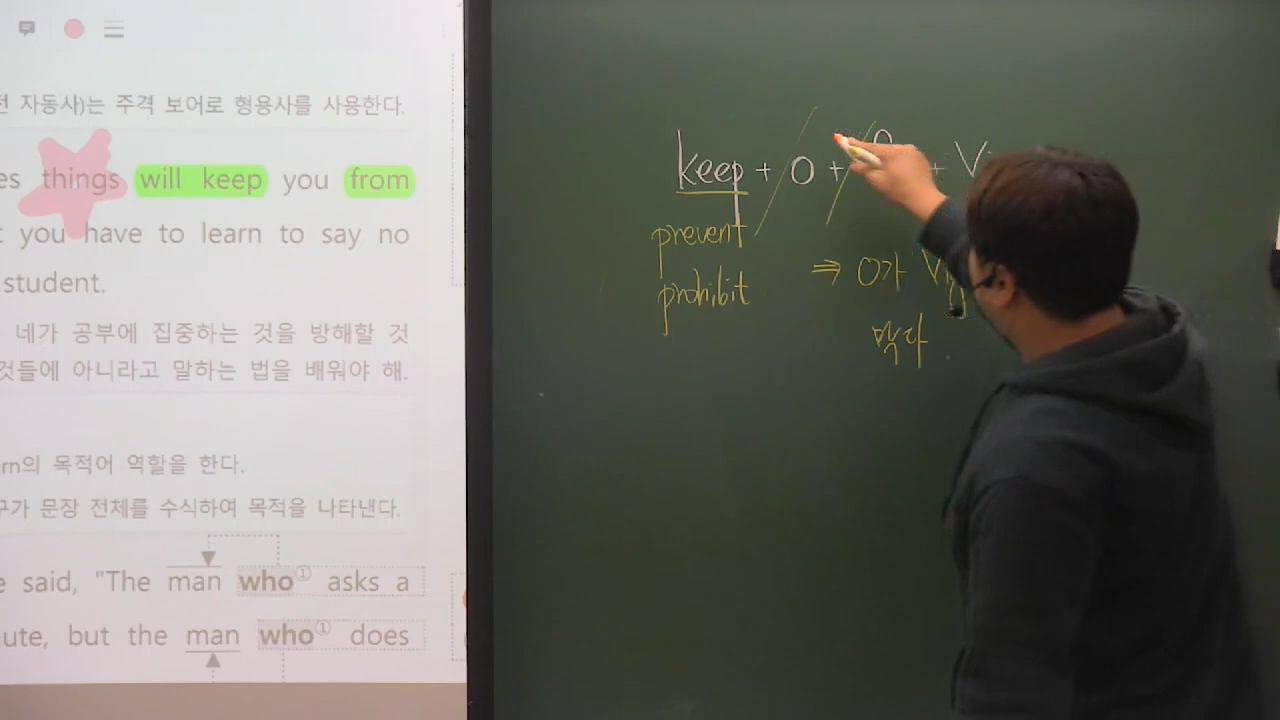 전 자동사)는 주격 보어로 형용사를 사용한다.
es things will keep you from
you have to learn to say no
student.
네가 공부에 집중하는 것을 방해할 것
것들에 아니라고 말하는 법을 배워야 해.
rn의 목적어 역할을 한다.
구가 문장 전체를 수식하여 목적을 나타낸다.
e said, "The man who① asks a
ute, but the man who① does
keep + O + + V
prevent
prohibit
⇒ O가 Ving
막다